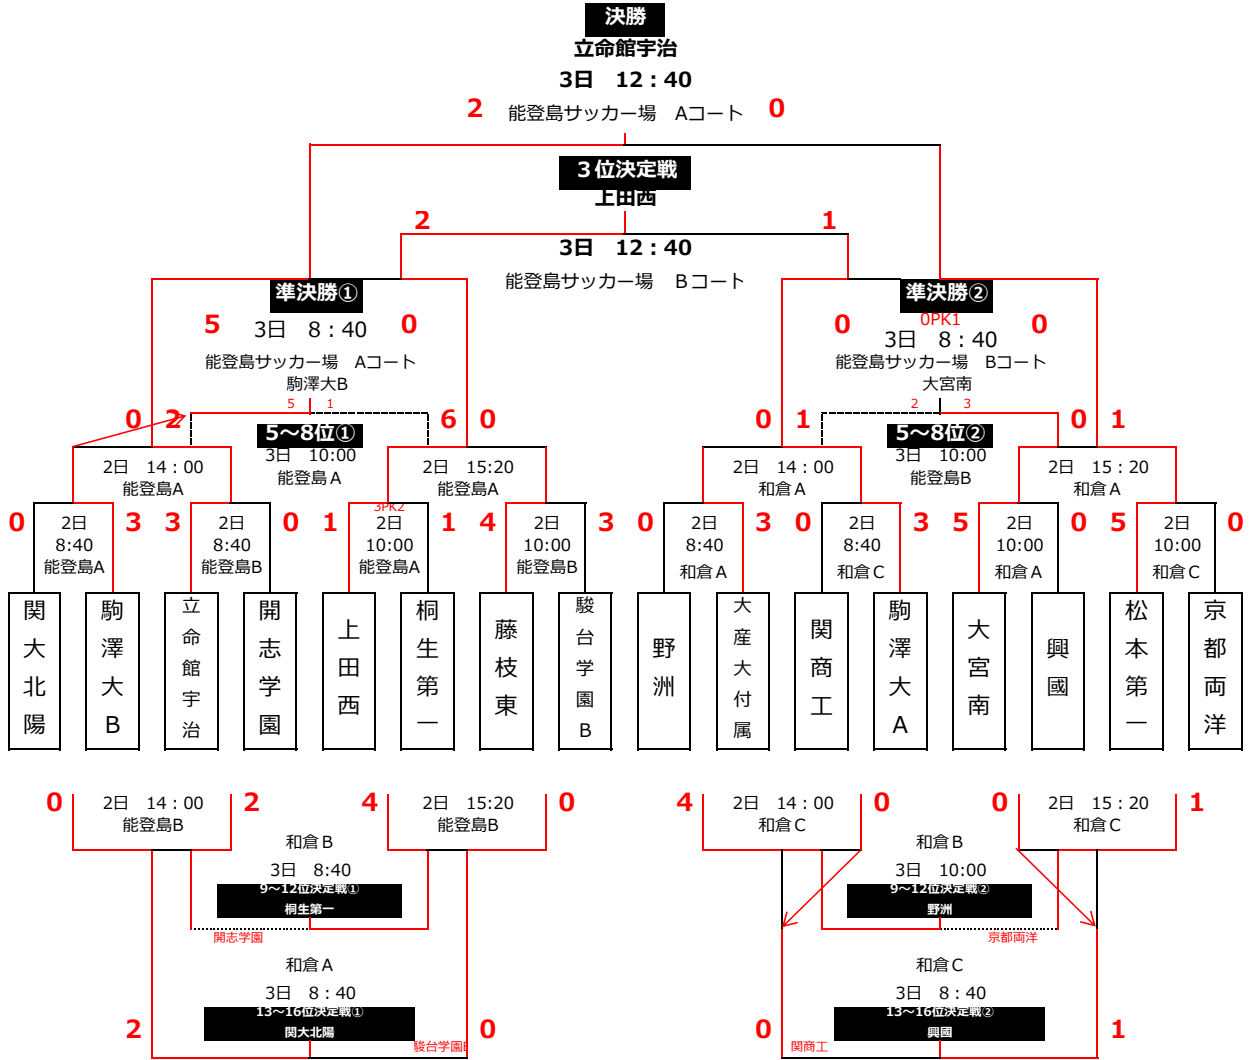 決勝
立命館宇治
3日 12：40
2 能登島サッカー場 Aコート 0
３位決定戦
上田西
2 1
3日 12：40
能登島サッカー場 Ｂコート
準決勝① 準決勝②
5 3日 8：40 0 0 0PK1 0
3日 8：40
能登島サッカー場 Aコート 能登島サッカー場 Bコート
駒澤大B 大宮南
5 1 2 3
0 2 6 0 0 1 0 1
5～8位① 5～8位②
3日 10:00 3日 10:00
能登島Ａ 能登島Ｂ
2日 14：00 2日 15:20 2日 14：00 2日 15：20
能登島A 能登島A 和倉Ａ 和倉Ａ
3PK2
0 2日 3 3 2日 0 1 2日 1 4 2日 3 0 2日 3 0 2日 3 5 2日 0 5 2日 0
8:40 8:40 10:00 10:00 8:40 8:40 10:00 10:00
能登島A 能登島B 能登島A 能登島B 和倉Ａ 和倉Ｃ 和倉Ａ 和倉Ｃ
関大北陽
駒澤大B
立命館宇治
開志学園
上田西
桐生第一
藤枝東
駿台学園B
野洲
大産大付属
関商工
駒澤大A
大宮南
興國
松本第一
京都両洋
0 2日 14：00 2 4 2日 15:20 0 4 2日 14：00 0 0 2日 15：20 1
能登島B 能登島B 和倉Ｃ 和倉Ｃ
和倉Ｂ 和倉Ｂ
3日 8:40 3日 10:00
9～12位決定戦① 9～12位決定戦②
桐生第一 野洲
開志学園 京都両洋
和倉Ａ 和倉Ｃ
3日 8：40 3日 8：40
13～16位決定戦① 13～16位決定戦②
2 関大北陽 0 0 興國 1
駿台学園 関商工